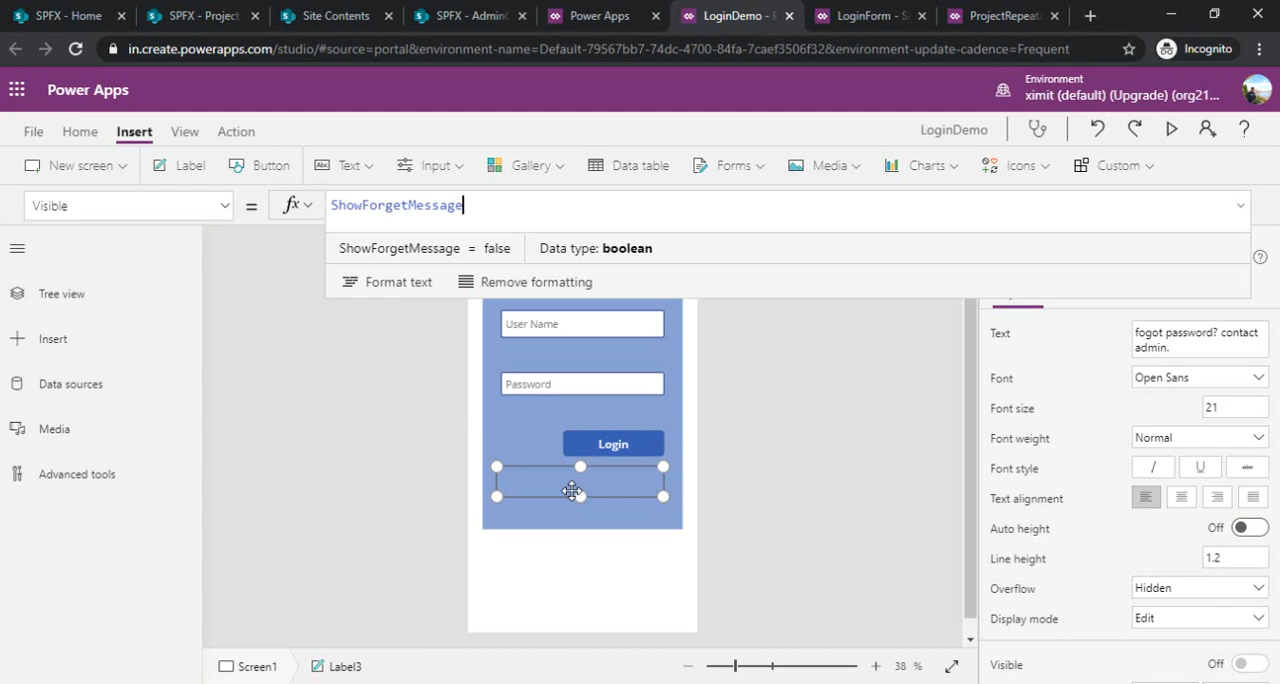 SPFX - Home
SPFX - Project
Site Contents
SPFX - AdminC
Power Apps
LoginDemo - P
LoginForm - S
ProjectRepeat
in.create.powerapps.com/studio/#source=portal&environment-name=Default-79567bb7-74dc-4700-84fa-7caef3506f32&environment-update-cadence=Frequent
Incognito
Power Apps
Environment
ximit (default) (Upgrade) (org21...
File Home Insert View Action
LoginDemo
New screen Label Button Text Input Gallery Data table Forms Media Charts Icons Custom
Visible = fx ShowForgetMessage
ShowForgetMessage = false Data type: boolean
Format text Remove formatting
Tree view
Insert
Data sources
Media
Advanced tools
User Name
Password
Login
Text fogot password? contact
admin.
Font Open Sans
Font size 21
Font weight Normal
Font style / U abc
Text alignment
Auto height Off
Line height 1.2
Overflow Hidden
Display mode Edit
Visible Off
Screen1 Label3
38 %